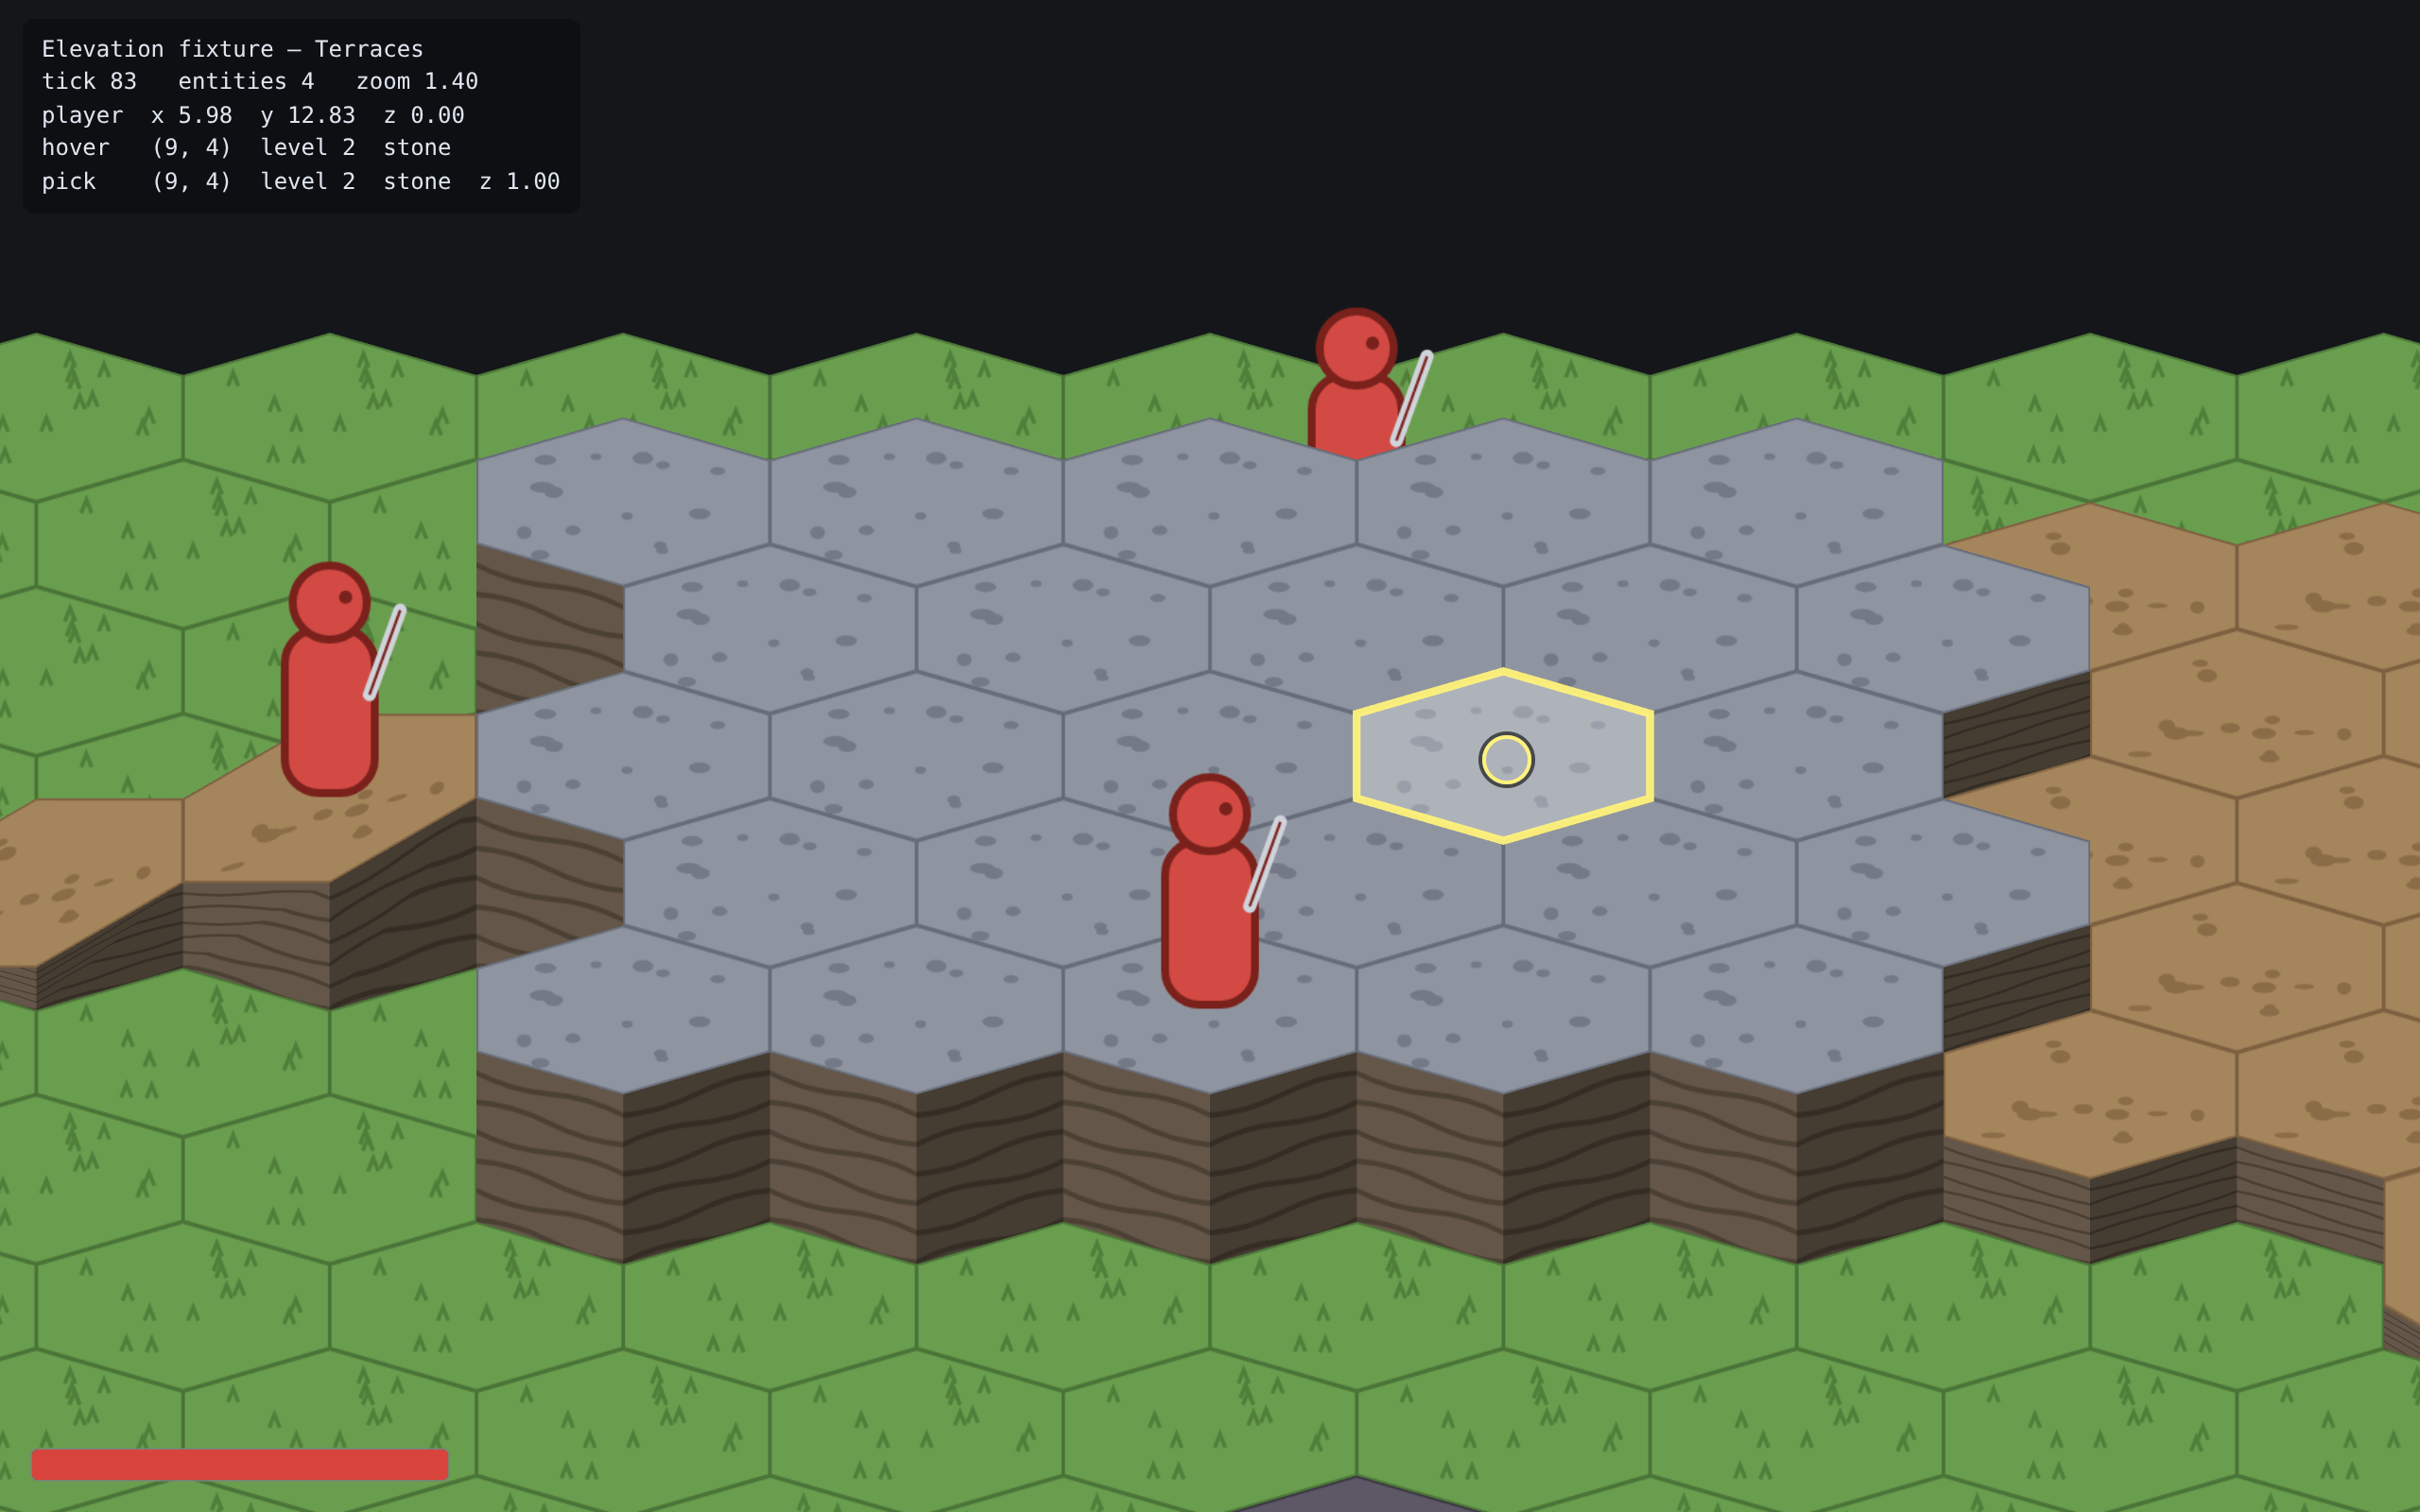 Elevation fixture — Terraces
tick 83 entities 4 zoom 1.40
player x 5.98 y 12.83 z 0.00
hover (9, 4) level 2 stone
pick (9, 4) level 2 stone z 1.00